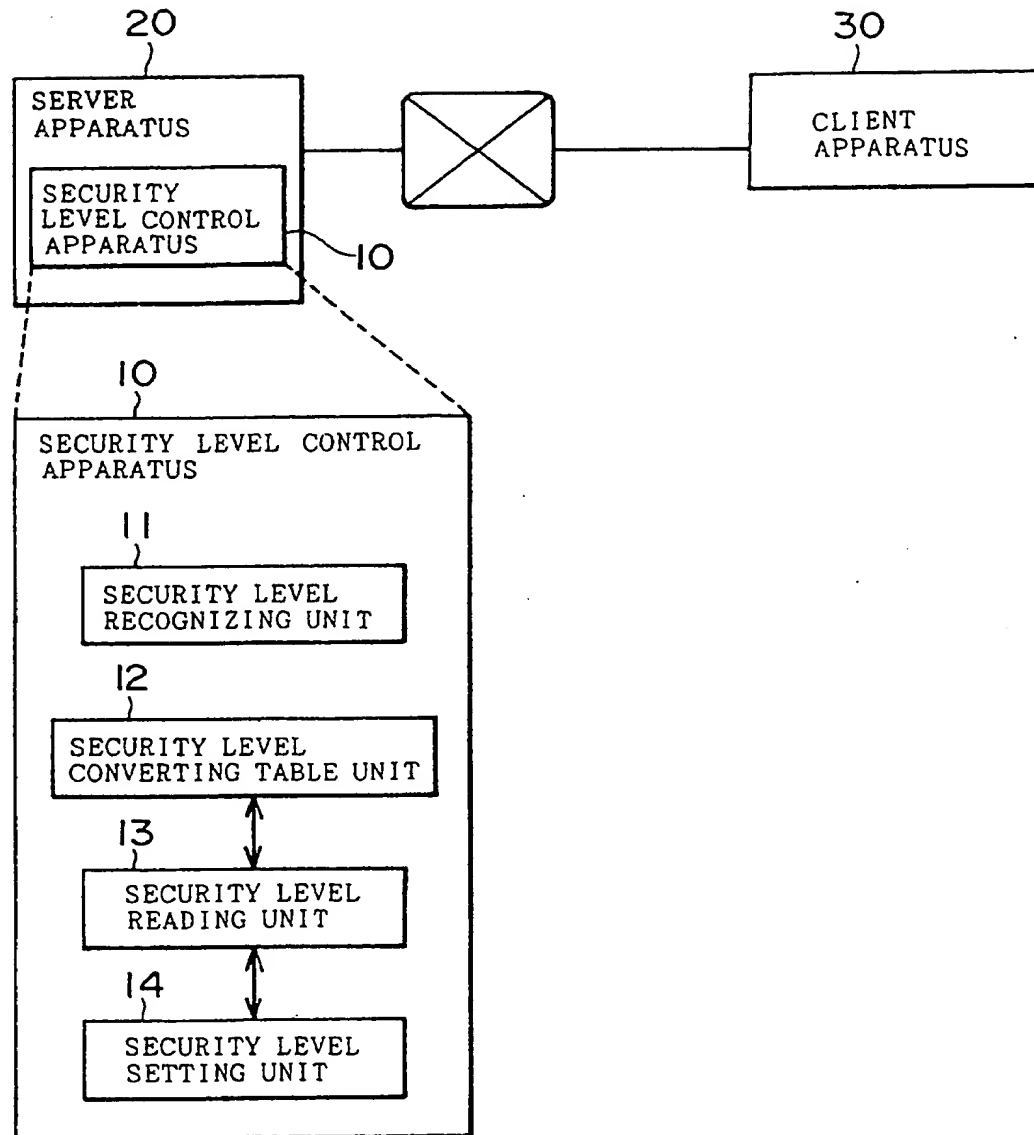 20
30
SERVER
APPARATUS
SECURITY
LEVEL CONTROL
APPARATUS
10
CLIENT
APPARATUS
10
SECURITY LEVEL CONTROL
APPARATUS
11
SECURITY LEVEL
RECOGNIZING UNIT
12
SECURITY LEVEL
CONVERTING TABLE UNIT
13
SECURITY LEVEL
READING UNIT
14
SECURITY LEVEL
SETTING UNIT